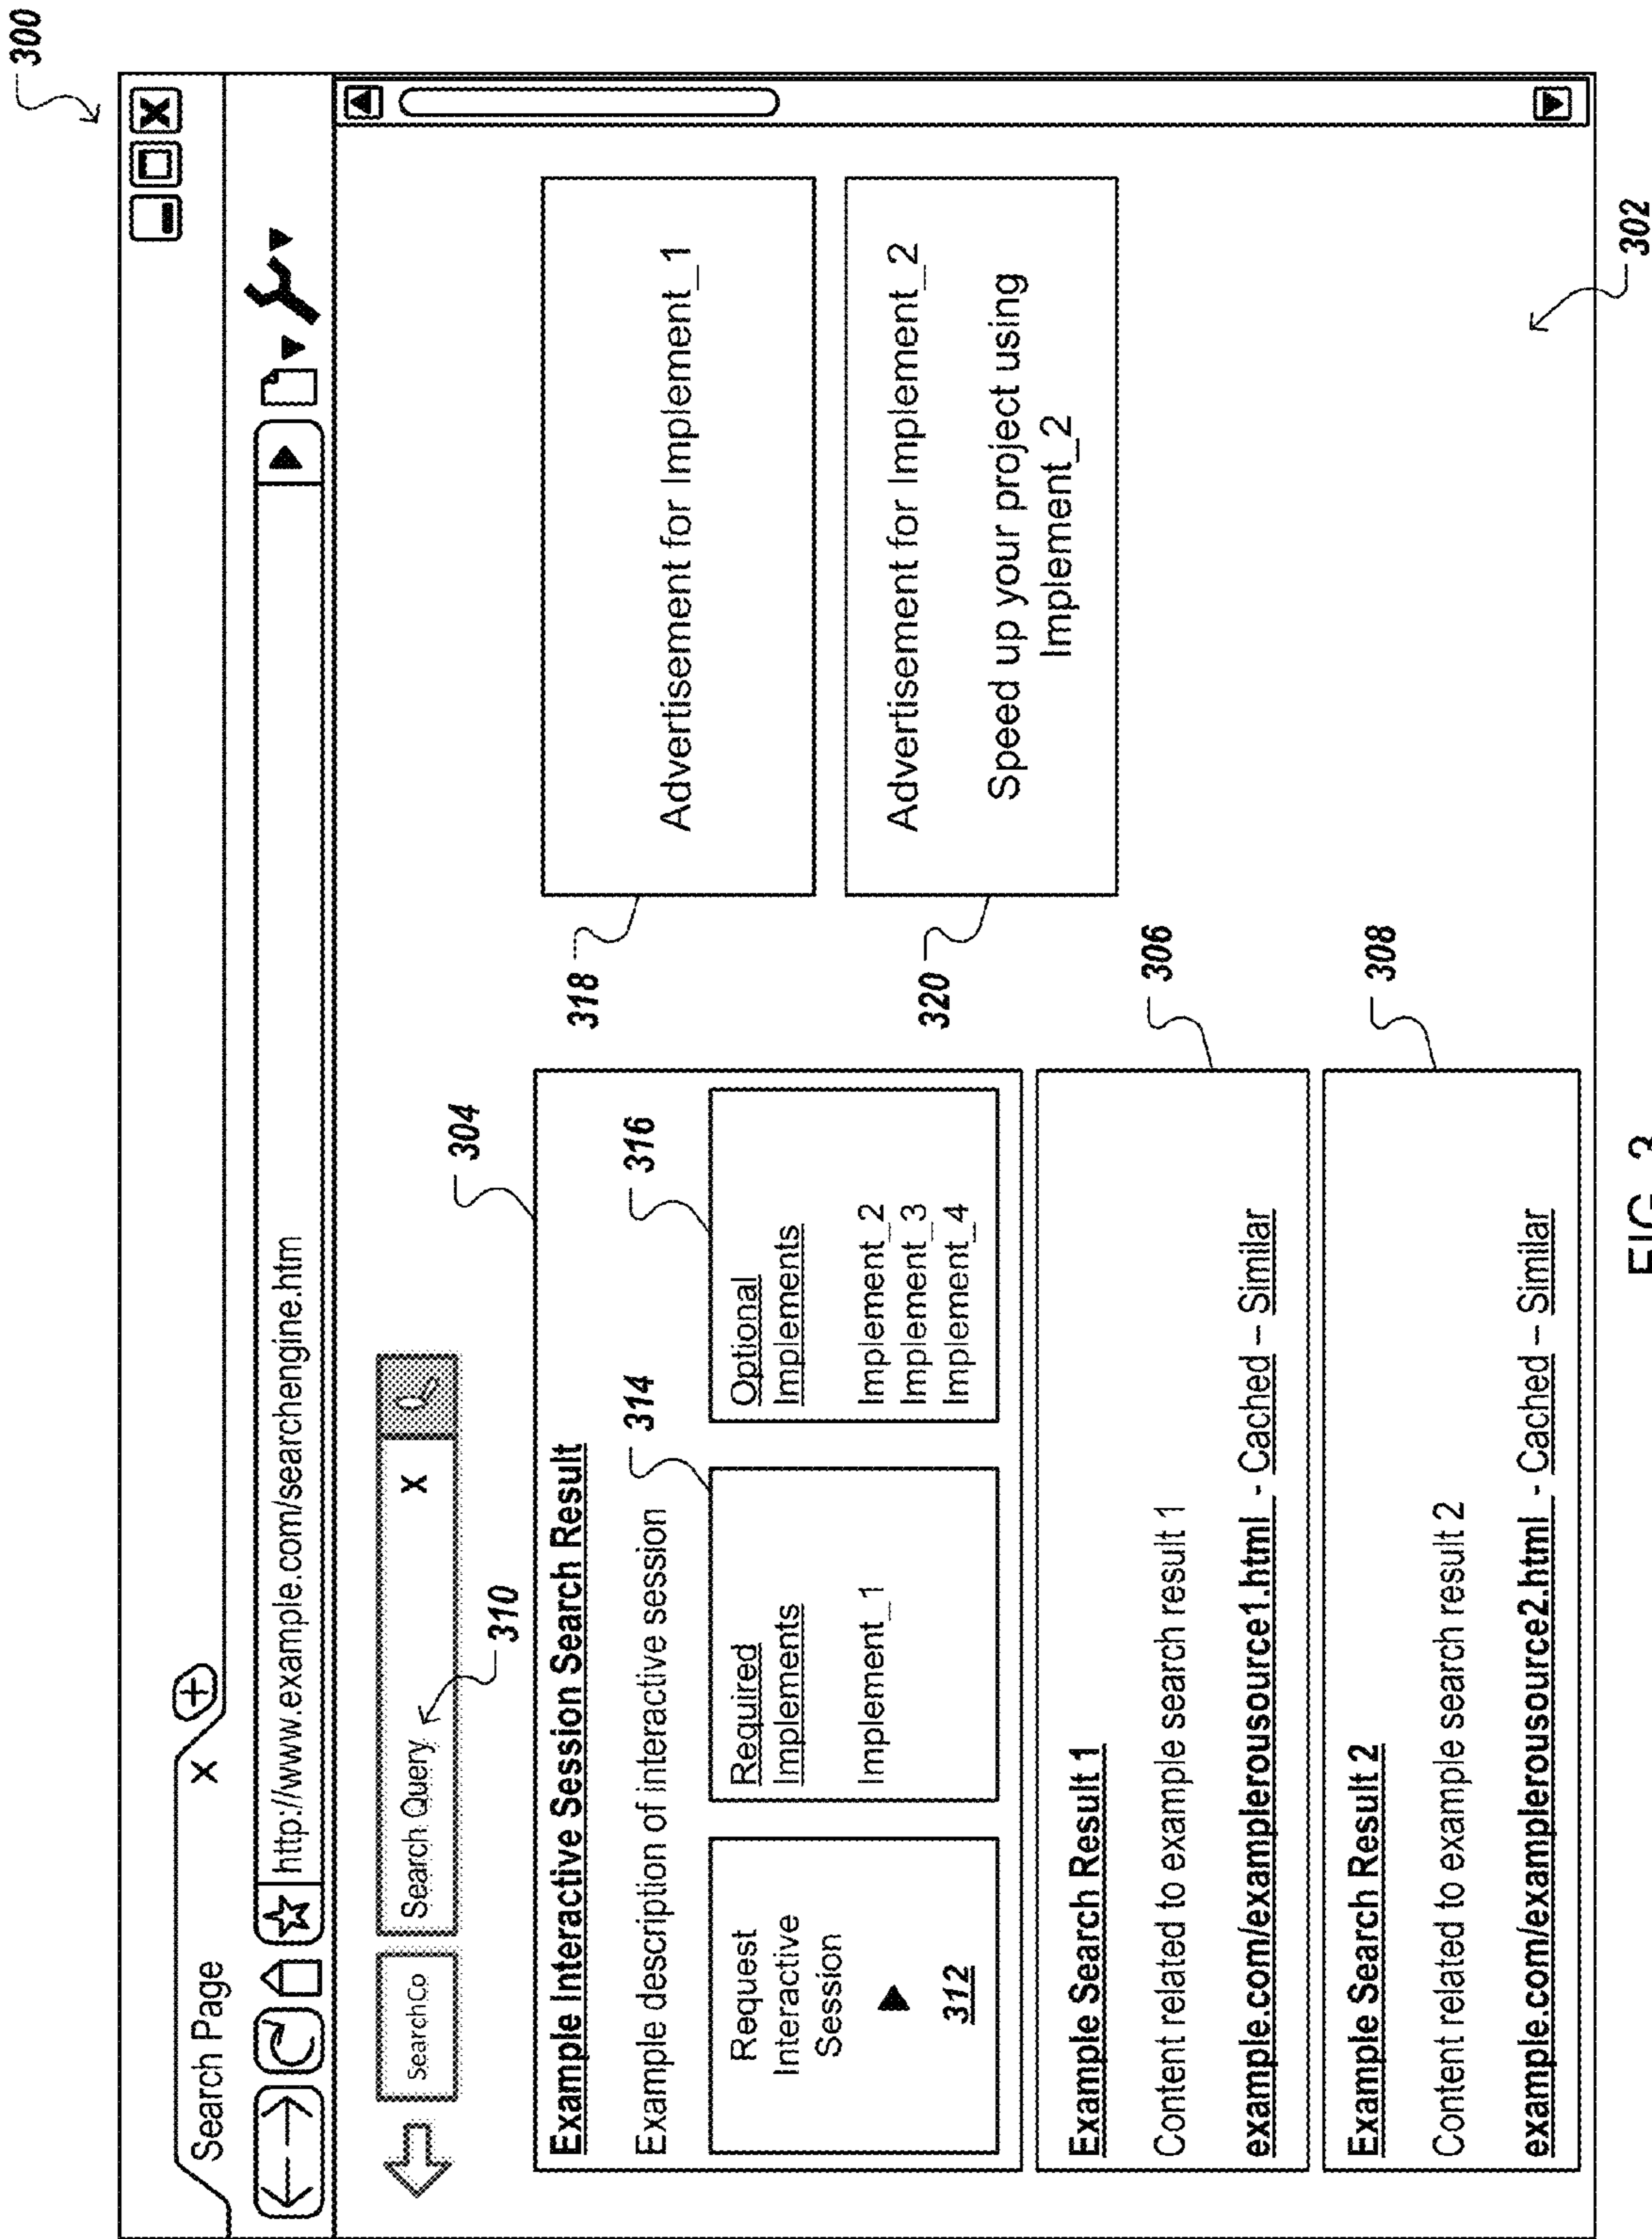 300
Search Page
X
http://www.example.com/searchengine.htm
SearchCo
Search Query
X
310
304
Example Interactive Session Search Result
Example description of interactive session
314
316
Request
Interactive
Session
312
Required
Implements
Implement_1
Optional
Implements
Implement_2
Implement_3
Implement_4
318
Advertisement for Implement_1
320
Advertisement for Implement_2
Speed up your project using
Implement_2
306
Example Search Result 1
Content related to example search result 1
example.com/examplerousource1.html - Cached – Similar
308
Example Search Result 2
Content related to example search result 2
example.com/examplerousource2.html - Cached – Similar
302
FIG. 3